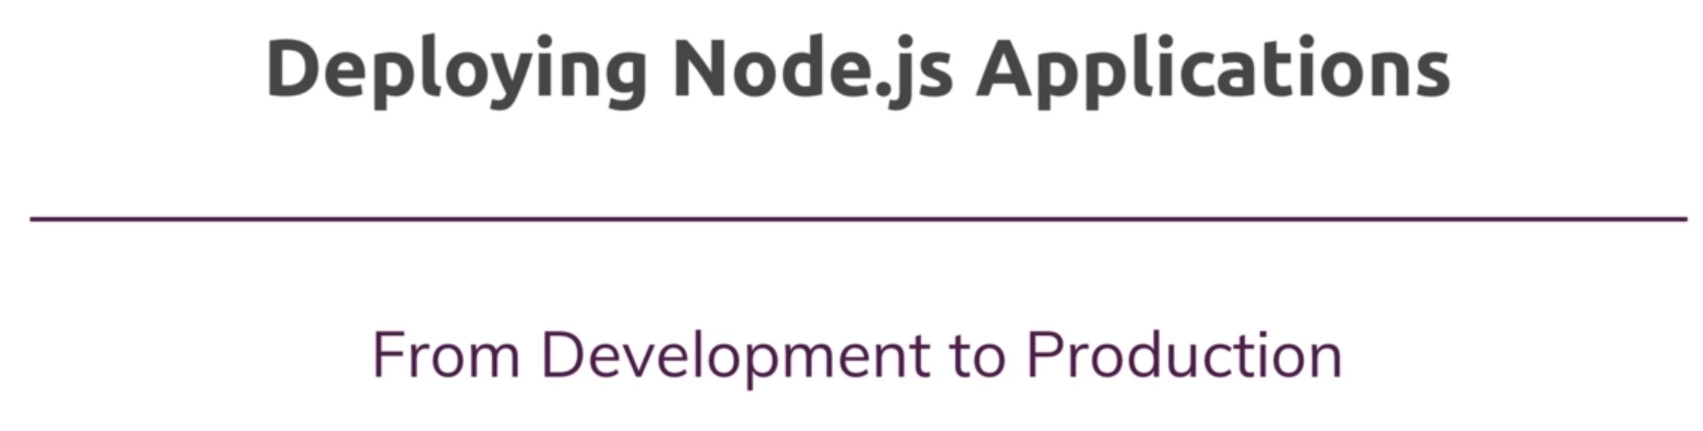 Deploying Node.js Applications
From Development to Production